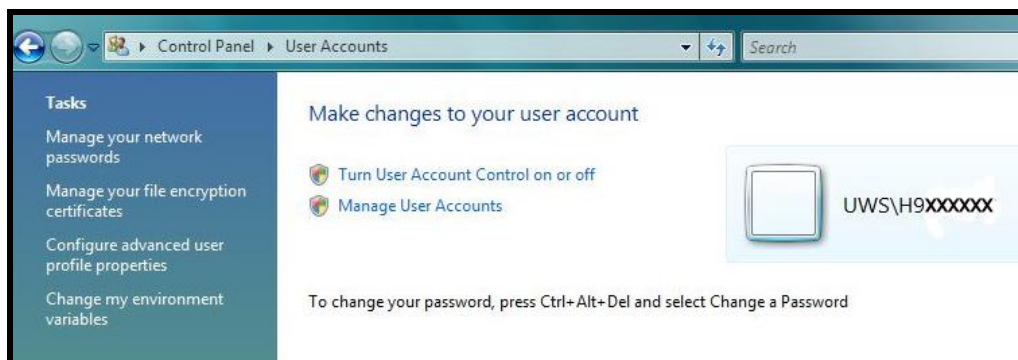 Control Panel User Accounts
Search
Tasks
Manage your network
passwords
Manage your file encryption
certificates
Configure advanced user
profile properties
Change my environment
variables
Make changes to your user account
Turn User Account Control on or off
Manage User Accounts
UWS\H9XXXXXX
To change your password, press Ctrl+Alt+Del and select Change a Password